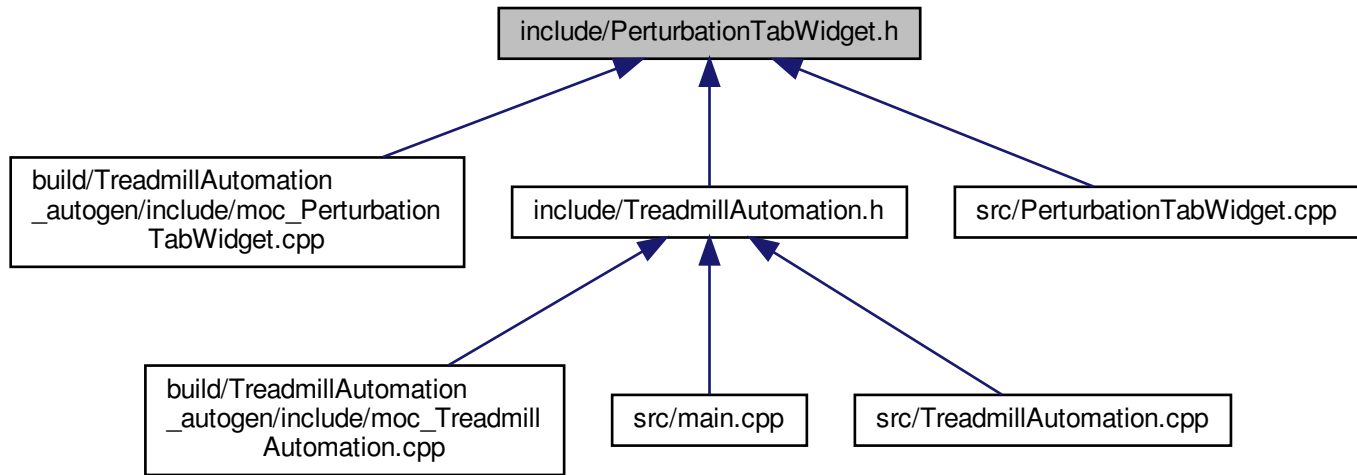 include/PerturbationTabWidget.h
build/TreadmillAutomation
_autogen/include/moc_Perturbation
TabWidget.cpp
include/TreadmillAutomation.h
src/PerturbationTabWidget.cpp
build/TreadmillAutomation
_autogen/include/moc_Treadmill
Automation.cpp
src/main.cpp
src/TreadmillAutomation.cpp